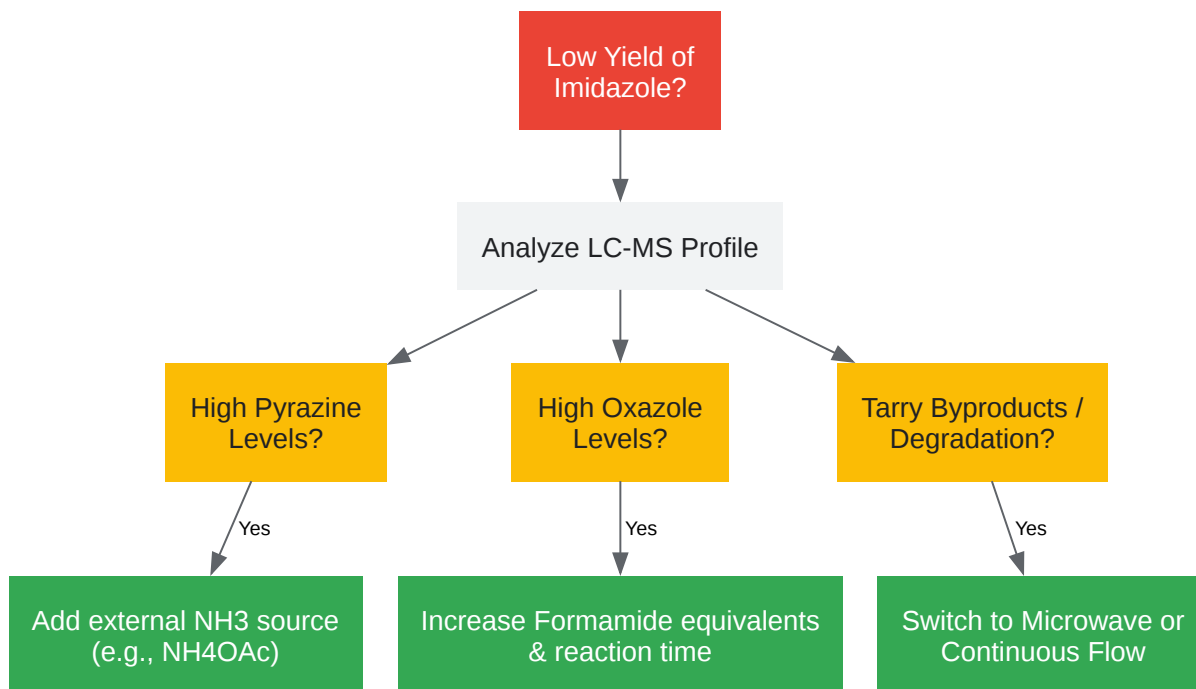 Low Yield of
Imidazole?
Analyze LC-MS Profile
High Pyrazine
Levels?
High Oxazole
Levels?
Tarry Byproducts /
Degradation?
Yes
Yes
Yes
Add external NH3 source
(e.g., NH4OAc)
Increase Formamide equivalents
& reaction time
Switch to Microwave or
Continuous Flow